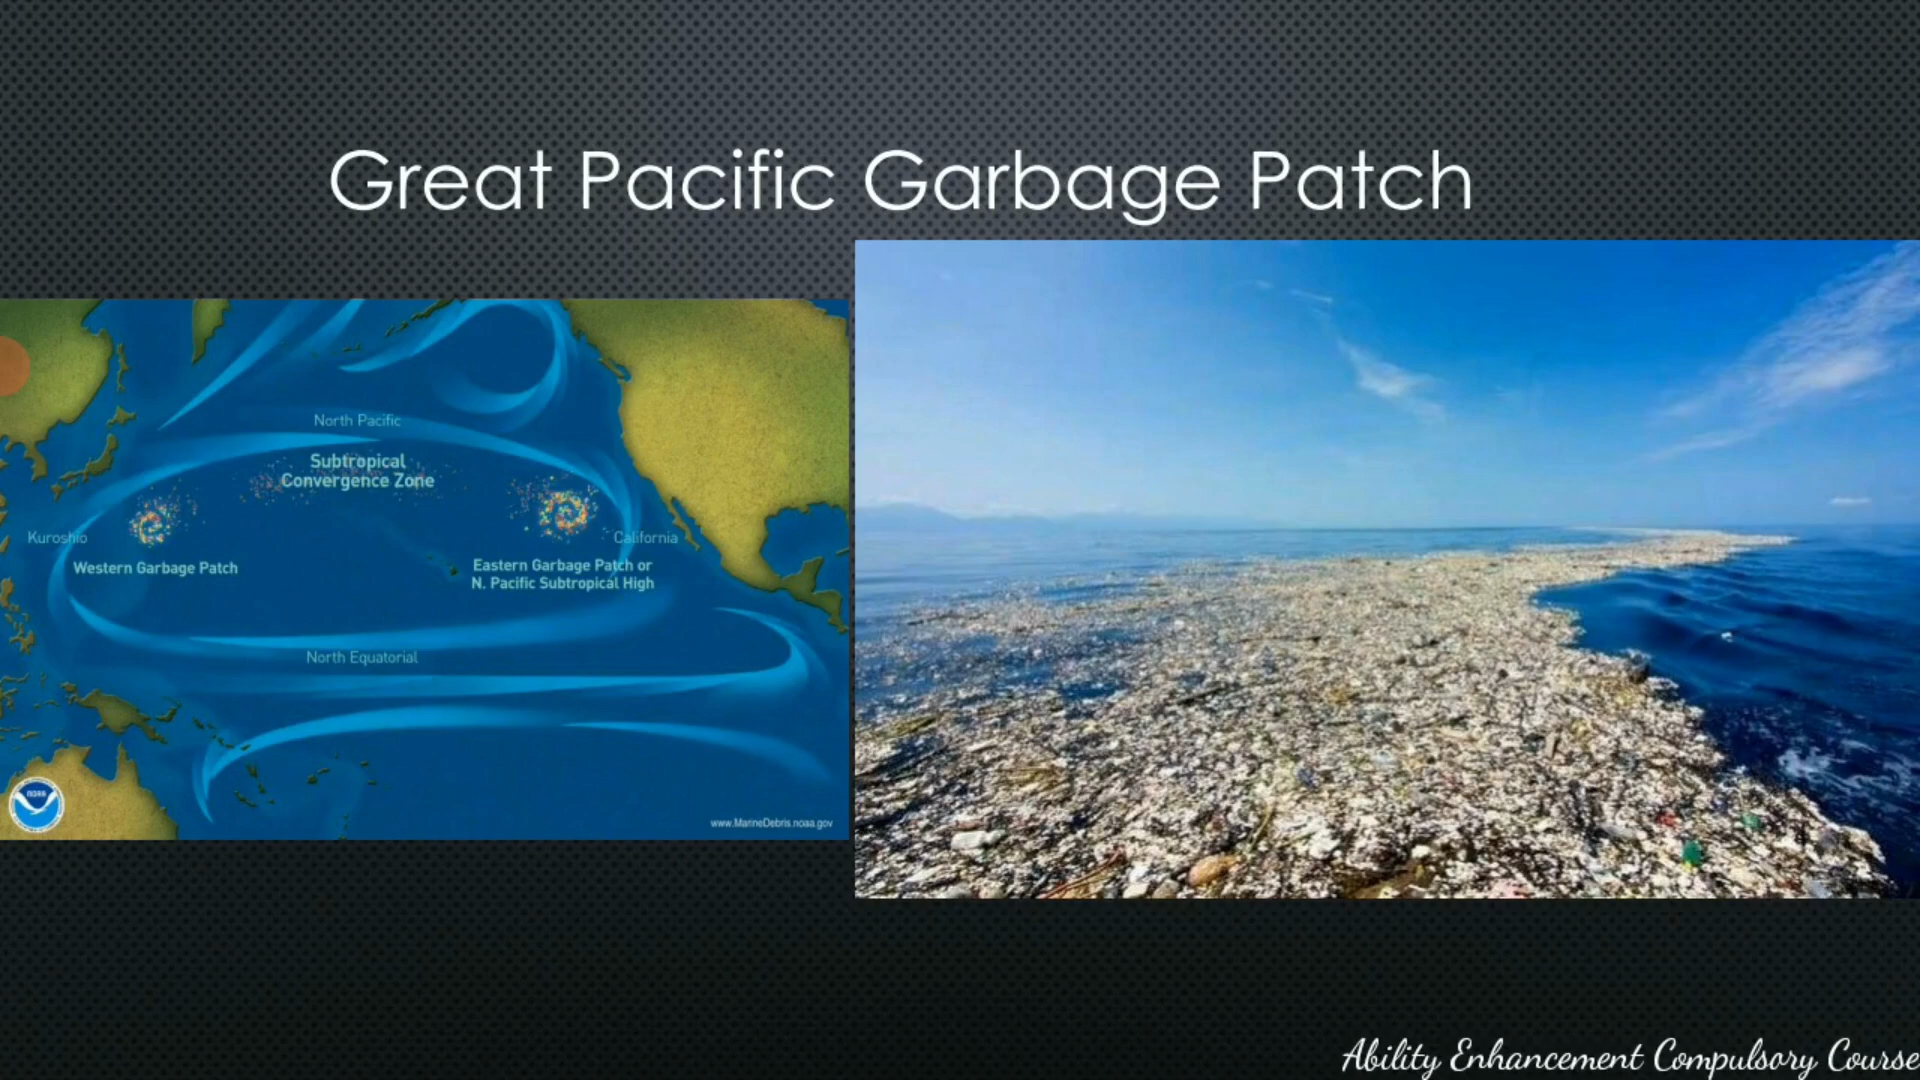 Great Pacific Garbage Patch
North Pacific
Subtropical
Convergence Zone
Kuroshio
California
Western Garbage Patch
Eastern Garbage Patch or
N. Pacific Subtropical High
North Equatorial
NOAA
www.MarineDebris.noaa.gov
Ability Enhancement Compulsory Course